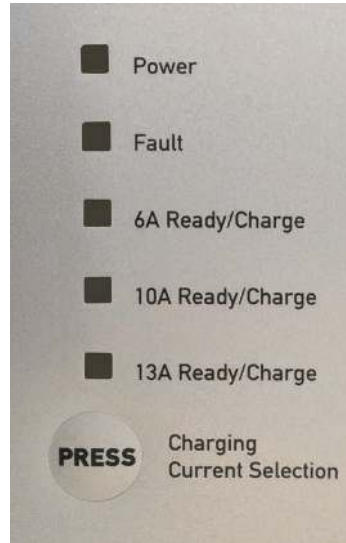 Power
Fault
6A Ready/Charge
10A Ready/Charge
13A Ready/Charge
PRESS
Charging
Current Selection